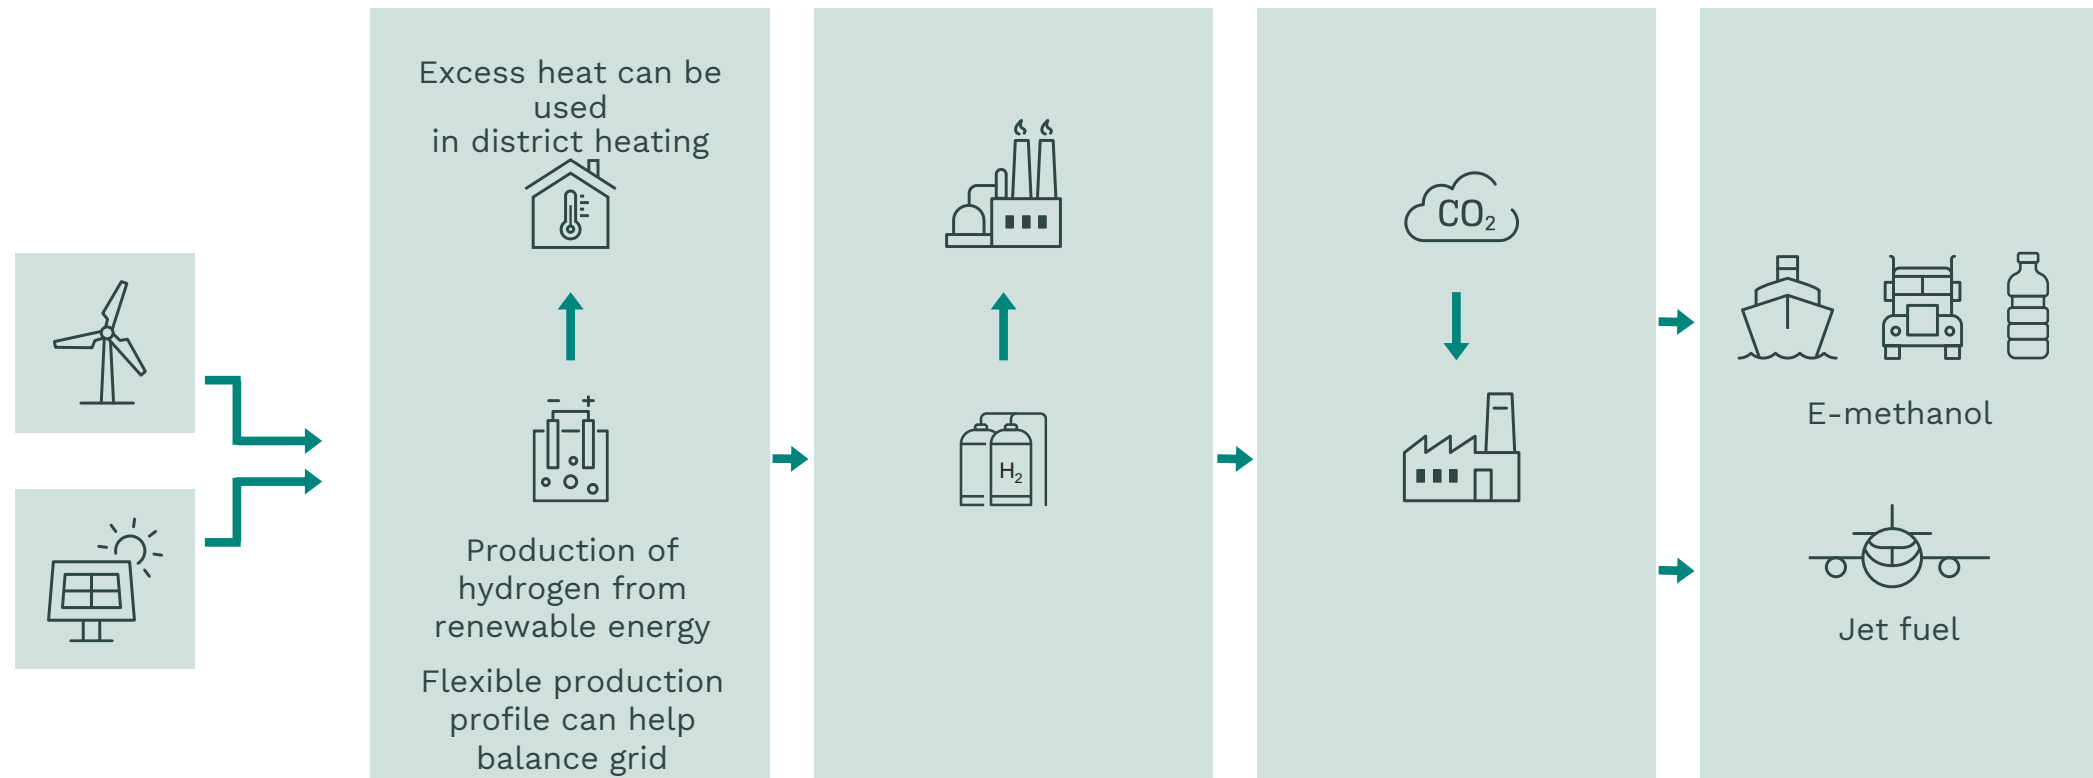 Excess heat can be
used
in district heating
− +
Production of
hydrogen from
renewable energy
Flexible production
profile can help
balance grid
H₂
CO₂
E-methanol
Jet fuel